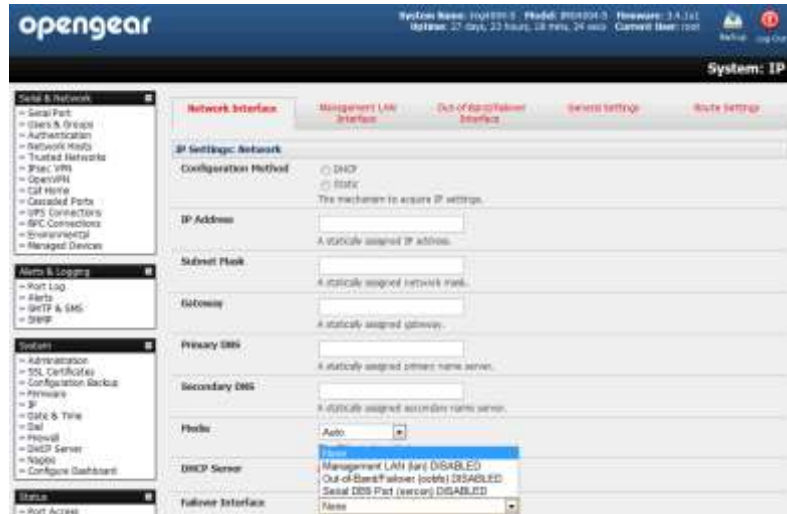 opengear
System Name: Model: Firmware: 3.4.1u1
Uptime: 27 days, 23 hours, 18 mins, 24 secs Current User: root
Backup Log Out
System: IP
Serial & Network
Serial Port
Users & Groups
Authentication
Network Hosts
Trusted Networks
IPsec VPN
OpenVPN
Call Home
Cascaded Ports
UPS Connections
RPC Connections
Environmental
Managed Devices
Alerts & Logging
Port Log
Alerts
SMTP & SMS
SNMP
System
Administration
SSL Certificates
Configuration Backup
Firmware
IP
Date & Time
Dial
Firewall
DHCP Server
Nagios
Configure Dashboard
Status
Port Access
Network Interface
Management LAN Interface
Out-of-Band/Failover Interface
General Settings
Route Settings
IP Settings: Network
Configuration Method
DHCP
Static
The mechanism to acquire IP settings.
IP Address
A statically assigned IP address.
Subnet Mask
A statically assigned network mask.
Gateway
A statically assigned gateway.
Primary DNS
A statically assigned primary name server.
Secondary DNS
A statically assigned secondary name server.
Media
Auto
None
DHCP Server
Management LAN (lan) DISABLED
Out-of-Band/Failover (oobfo) DISABLED
Serial DB9 Port (sercon) DISABLED
Failover Interface
None